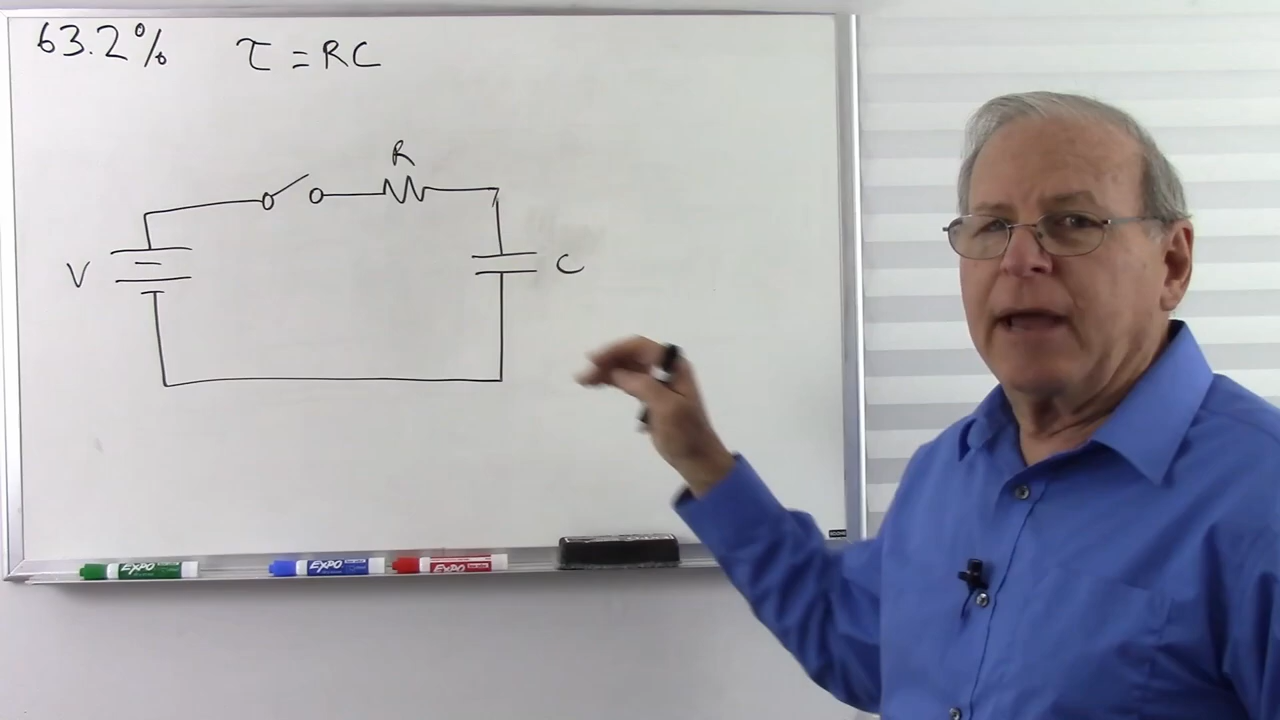 63.2% τ = RC
R
V
C
EXPO EXPO EXPO